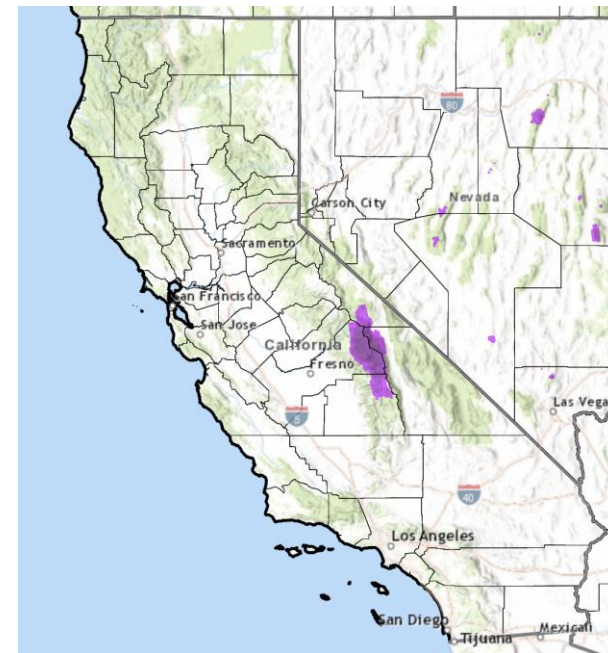 80
Nevada
Carson City
Sacramento
San Francisco
San Jose
California
Fresno
5
Las Vega
40
Los Angeles
San Diego
Tijuana
Mexicali